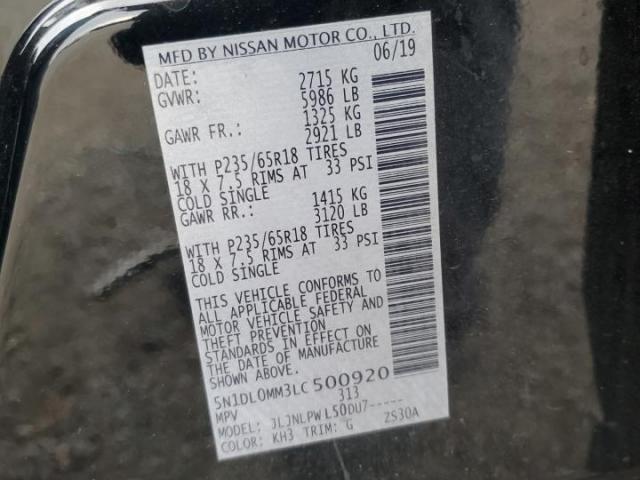 MFD BY NISSAN MOTOR CO., LTD.
DATE: 06/19
GVWR: 2715 KG
5986 LB
GAWR FR.: 1325 KG
2921 LB
WITH P235/65R18 TIRES
18 X 7.5 RIMS AT 33 PSI
COLD SINGLE
GAWR RR.: 1415 KG
3120 LB
WITH P235/65R18 TIRES
18 X 7.5 RIMS AT 33 PSI
COLD SINGLE
THIS VEHICLE CONFORMS TO
ALL APPLICABLE FEDERAL
MOTOR VEHICLE SAFETY AND
THEFT PREVENTION
STANDARDS IN EFFECT ON
THE DATE OF MANUFACTURE
SHOWN ABOVE.
5N1DL0MM3LC500920
MPV 313
MODEL: JLJNLPWL50DU7-----
COLOR: KH3 TRIM: G ZS30A